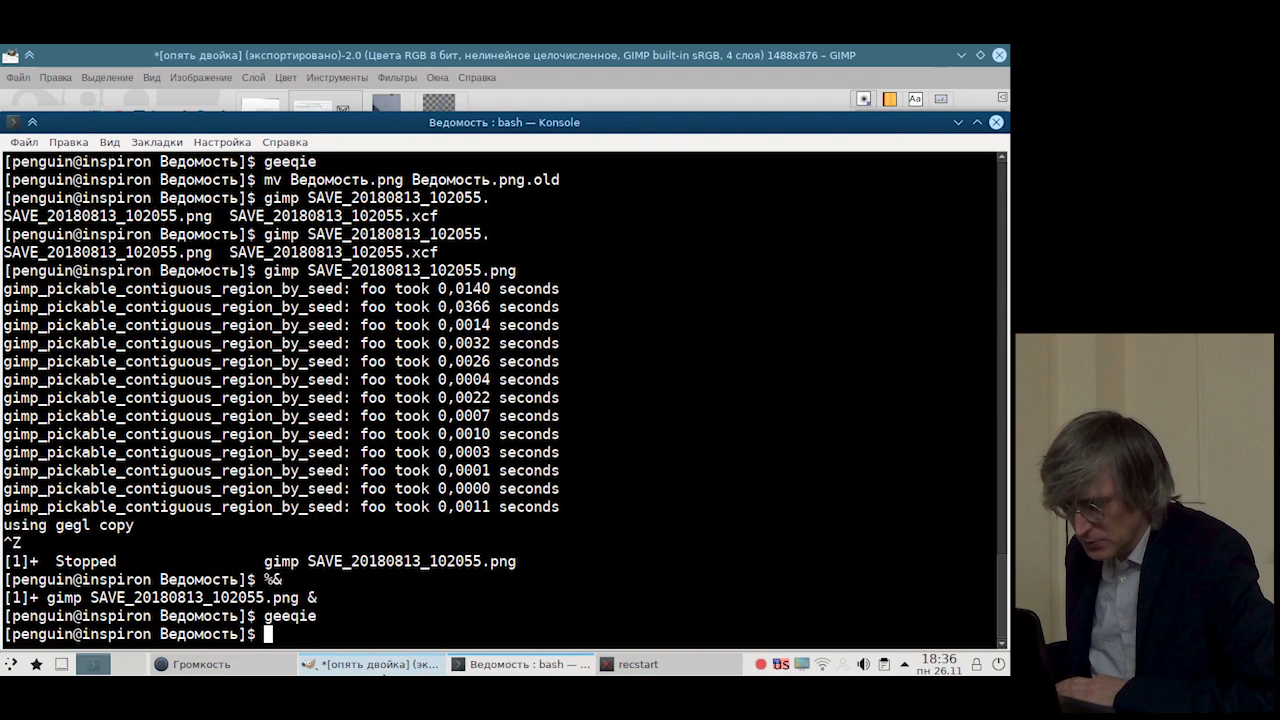 *[опять двойка] (экспортировано)-2.0 (Цвета RGB 8 бит, нелинейное целочисленное, GIMP built-in sRGB, 4 слоя) 1488x876 – GIMP
Файл Правка Выделение Вид Изображение Слой Цвет Инструменты Фильтры Окна Справка
Aa
Ведомость : bash — Konsole
Файл Правка Вид Закладки Настройка Справка
[penguin@inspiron Ведомость]$ geeqie
[penguin@inspiron Ведомость]$ mv Ведомость.png Ведомость.png.old
[penguin@inspiron Ведомость]$ gimp SAVE_20180813_102055.
SAVE_20180813_102055.png SAVE_20180813_102055.xcf
[penguin@inspiron Ведомость]$ gimp SAVE_20180813_102055.
SAVE_20180813_102055.png SAVE_20180813_102055.xcf
[penguin@inspiron Ведомость]$ gimp SAVE_20180813_102055.png
gimp_pickable_contiguous_region_by_seed: foo took 0,0140 seconds
gimp_pickable_contiguous_region_by_seed: foo took 0,0366 seconds
gimp_pickable_contiguous_region_by_seed: foo took 0,0014 seconds
gimp_pickable_contiguous_region_by_seed: foo took 0,0032 seconds
gimp_pickable_contiguous_region_by_seed: foo took 0,0026 seconds
gimp_pickable_contiguous_region_by_seed: foo took 0,0004 seconds
gimp_pickable_contiguous_region_by_seed: foo took 0,0022 seconds
gimp_pickable_contiguous_region_by_seed: foo took 0,0007 seconds
gimp_pickable_contiguous_region_by_seed: foo took 0,0010 seconds
gimp_pickable_contiguous_region_by_seed: foo took 0,0003 seconds
gimp_pickable_contiguous_region_by_seed: foo took 0,0001 seconds
gimp_pickable_contiguous_region_by_seed: foo took 0,0000 seconds
gimp_pickable_contiguous_region_by_seed: foo took 0,0011 seconds
using gegl copy
^Z
[1]+ Stopped gimp SAVE_20180813_102055.png
[penguin@inspiron Ведомость]$ %&
[1]+ gimp SAVE_20180813_102055.png &
[penguin@inspiron Ведомость]$ geeqie
[penguin@inspiron Ведомость]$
Громкость *[опять двойка] (эк... Ведомость : bash — ... recstart us 18:36
пн 26.11